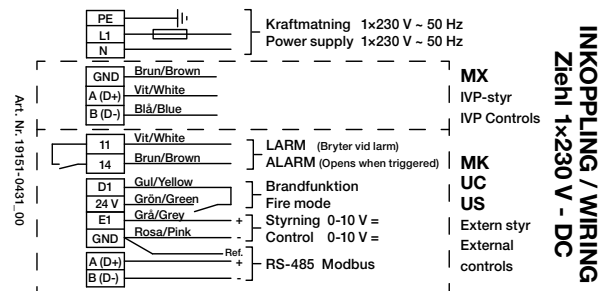 PE
L1
N
Kraftmatning 1×230 V ~ 50 Hz
Power supply 1×230 V ~ 50 Hz
GND Brun/Brown
A (D+) Vit/White
B (D-) Blå/Blue
MX
IVP-styr
IVP Controls
11 Vit/White
14 Brun/Brown
LARM (Bryter vid larm)
ALARM (Opens when triggered)
D1 Gul/Yellow
24 V Grön/Green
E1 Grå/Grey +
GND Rosa/Pink -
Brandfunktion
Fire mode
Styrning 0-10 V =
Control 0-10 V =
Ref.
A (D+) +
B (D-) -
RS-485 Modbus
MK
UC
US
Extern styr
External
controls
INKOPPLING / WIRING
Ziehl 1×230 V - DC
Art. Nr. 19151-0431_00